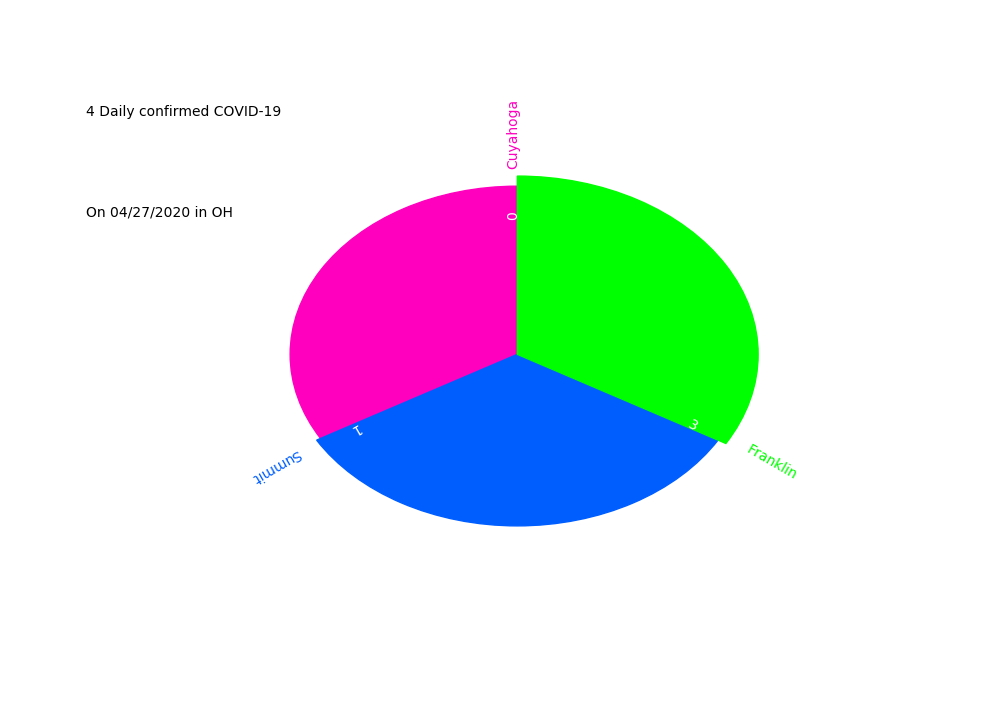 4 Daily confirmed COVID-19
On 04/27/2020 in OH
Cuyahoga
0
1
3
Summit
Franklin